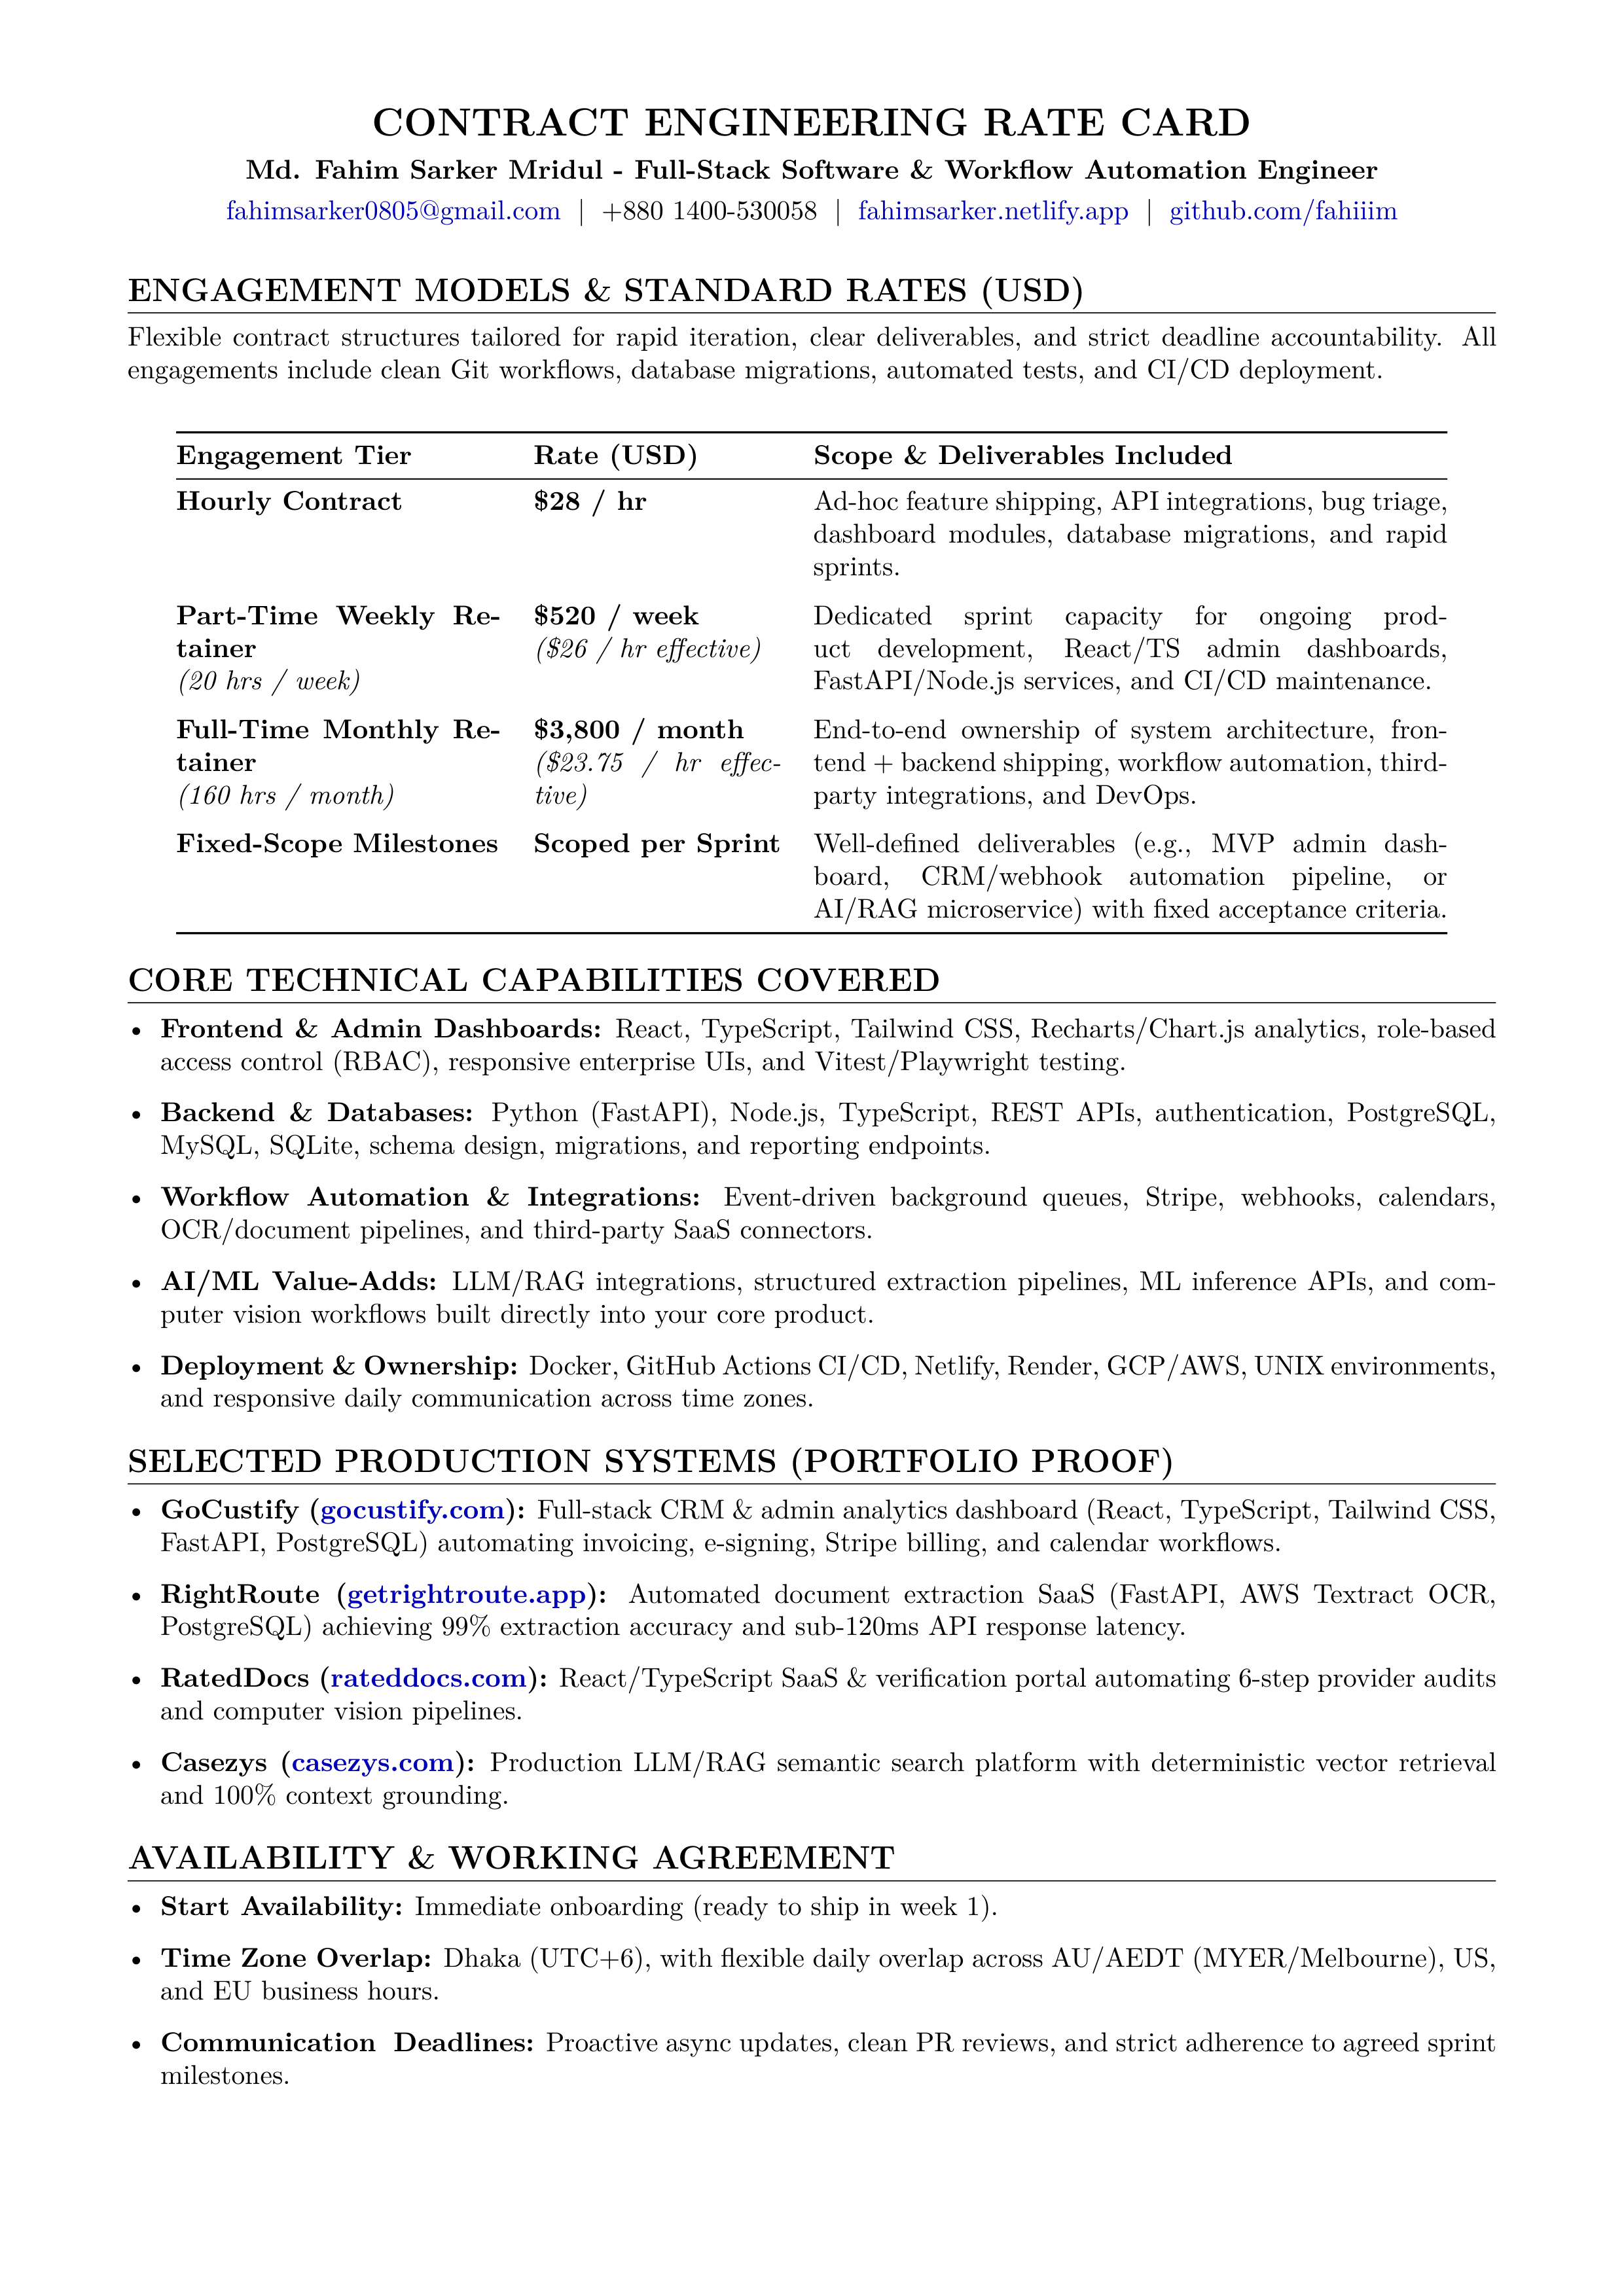 CONTRACT ENGINEERING RATE CARD
Md. Fahim Sarker Mridul - Full-Stack Software & Workflow Automation Engineer
fahimsarker0805@gmail.com | +880 1400-530058 | fahimsarker.netlify.app | github.com/fahiiim
ENGAGEMENT MODELS & STANDARD RATES (USD)
Flexible contract structures tailored for rapid iteration, clear deliverables, and strict deadline accountability. All
engagements include clean Git workflows, database migrations, automated tests, and CI/CD deployment.
Engagement Tier Rate (USD) Scope & Deliverables Included
Hourly Contract $28 / hr Ad-hoc feature shipping, API integrations, bug triage,
dashboard modules, database migrations, and rapid
sprints.
Part-Time Weekly Re- $520 / week Dedicated sprint capacity for ongoing prod-
tainer ($26 / hr effective) uct development, React/TS admin dashboards,
(20 hrs / week) FastAPI/Node.js services, and CI/CD maintenance.
Full-Time Monthly Re- $3,800 / month End-to-end ownership of system architecture, fron-
tainer ($23.75 / hr effec- tend + backend shipping, workflow automation, third-
(160 hrs / month) tive) party integrations, and DevOps.
Fixed-Scope Milestones Scoped per Sprint Well-defined deliverables (e.g., MVP admin dash-
board, CRM/webhook automation pipeline, or
AI/RAG microservice) with fixed acceptance criteria.
CORE TECHNICAL CAPABILITIES COVERED
• Frontend & Admin Dashboards: React, TypeScript, Tailwind CSS, Recharts/Chart.js analytics, role-based
access control (RBAC), responsive enterprise UIs, and Vitest/Playwright testing.
• Backend & Databases: Python (FastAPI), Node.js, TypeScript, REST APIs, authentication, PostgreSQL,
MySQL, SQLite, schema design, migrations, and reporting endpoints.
• Workflow Automation & Integrations: Event-driven background queues, Stripe, webhooks, calendars,
OCR/document pipelines, and third-party SaaS connectors.
• AI/ML Value-Adds: LLM/RAG integrations, structured extraction pipelines, ML inference APIs, and com-
puter vision workflows built directly into your core product.
• Deployment & Ownership: Docker, GitHub Actions CI/CD, Netlify, Render, GCP/AWS, UNIX environments,
and responsive daily communication across time zones.
SELECTED PRODUCTION SYSTEMS (PORTFOLIO PROOF)
• GoCustify (gocustify.com): Full-stack CRM & admin analytics dashboard (React, TypeScript, Tailwind CSS,
FastAPI, PostgreSQL) automating invoicing, e-signing, Stripe billing, and calendar workflows.
• RightRoute (getrightroute.app): Automated document extraction SaaS (FastAPI, AWS Textract OCR,
PostgreSQL) achieving 99% extraction accuracy and sub-120ms API response latency.
• RatedDocs (rateddocs.com): React/TypeScript SaaS & verification portal automating 6-step provider audits
and computer vision pipelines.
• Casezys (casezys.com): Production LLM/RAG semantic search platform with deterministic vector retrieval
and 100% context grounding.
AVAILABILITY & WORKING AGREEMENT
• Start Availability: Immediate onboarding (ready to ship in week 1).
• Time Zone Overlap: Dhaka (UTC+6), with flexible daily overlap across AU/AEDT (MYER/Melbourne), US,
and EU business hours.
• Communication Deadlines: Proactive async updates, clean PR reviews, and strict adherence to agreed sprint
milestones.